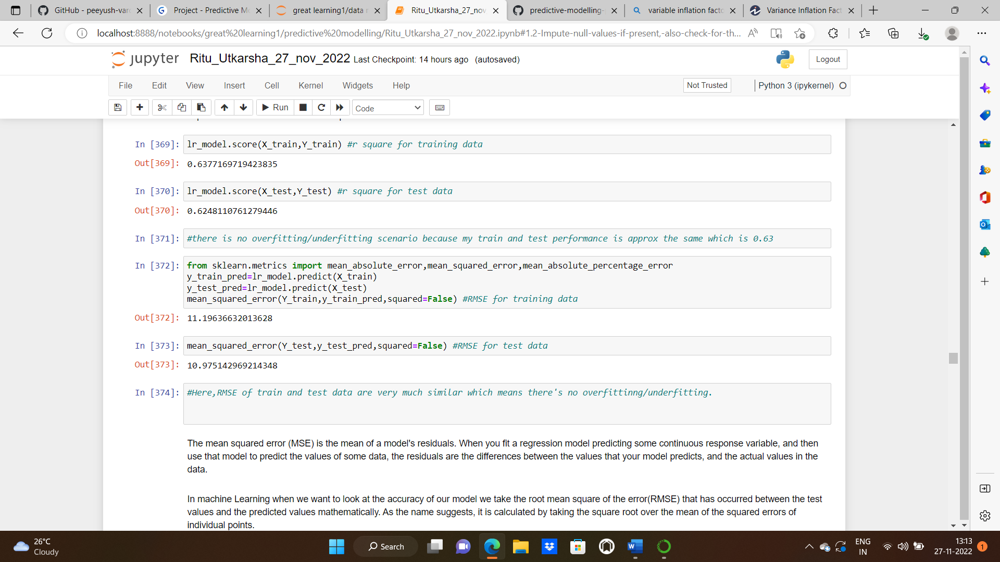 GitHub - peeyush-var
Project - Predictive M
great learning1/data r
Ritu_Utkarsha_27_nov
predictive-modelling-
variable inflation facto
Variance Inflation Fact
localhost:8888/notebooks/great%20learning1/predictive%20modelling/Ritu_Utkarsha_27_nov_2022.ipynb#1.2-Impute-null-values-if-present,-also-check-for-th...
jupyter Ritu_Utkarsha_27_nov_2022 Last Checkpoint: 14 hours ago (autosaved)
Logout
File Edit View Insert Cell Kernel Widgets Help
Not Trusted
Python 3 (ipykernel)
Run
Code
In [369]: lr_model.score(X_train,Y_train) #r square for training data
Out[369]: 0.6377169719423835
In [370]: lr_model.score(X_test,Y_test) #r square for test data
Out[370]: 0.6248110761279446
In [371]: #there is no overfitting/underfitting scenario because my train and test performance is approx the same which is 0.63
In [372]: from sklearn.metrics import mean_absolute_error,mean_squared_error,mean_absolute_percentage_error
y_train_pred=lr_model.predict(X_train)
y_test_pred=lr_model.predict(X_test)
mean_squared_error(Y_train,y_train_pred,squared=False) #RMSE for training data
Out[372]: 11.19636632013628
In [373]: mean_squared_error(Y_test,y_test_pred,squared=False) #RMSE for test data
Out[373]: 10.975142969214348
In [374]: #Here,RMSE of train and test data are very much similar which means there's no overfittinng/underfitting.
The mean squared error (MSE) is the mean of a model's residuals. When you fit a regression model predicting some continuous response variable, and then
use that model to predict the values of some data, the residuals are the differences between the values that your model predicts, and the actual values in the
data.
In machine Learning when we want to look at the accuracy of our model we take the root mean square of the error(RMSE) that has occurred between the test
values and the predicted values mathematically. As the name suggests, it is calculated by taking the square root over the mean of the squared errors of
individual points.
26°C
Cloudy
Search
ENG
IN
13:13
27-11-2022
1